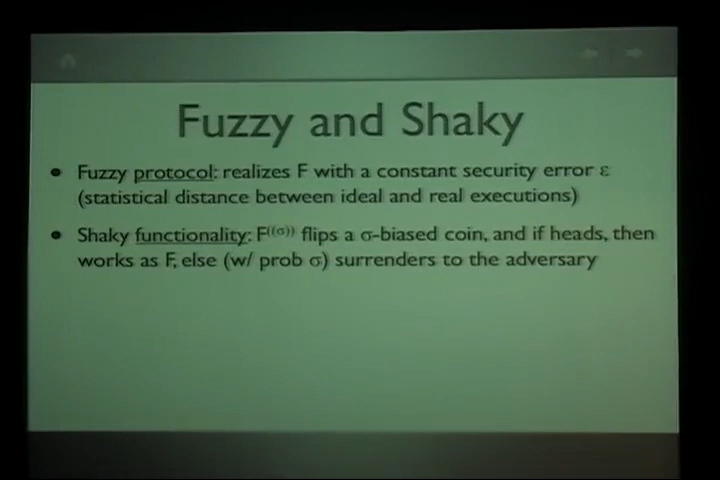 Fuzzy and Shaky
• Fuzzy protocol: realizes F with a constant security error ε
(statistical distance between ideal and real executions)
• Shaky functionality: F⁽⁽σ⁾⁾ flips a σ-biased coin, and if heads, then
works as F, else (w/ prob σ) surrenders to the adversary